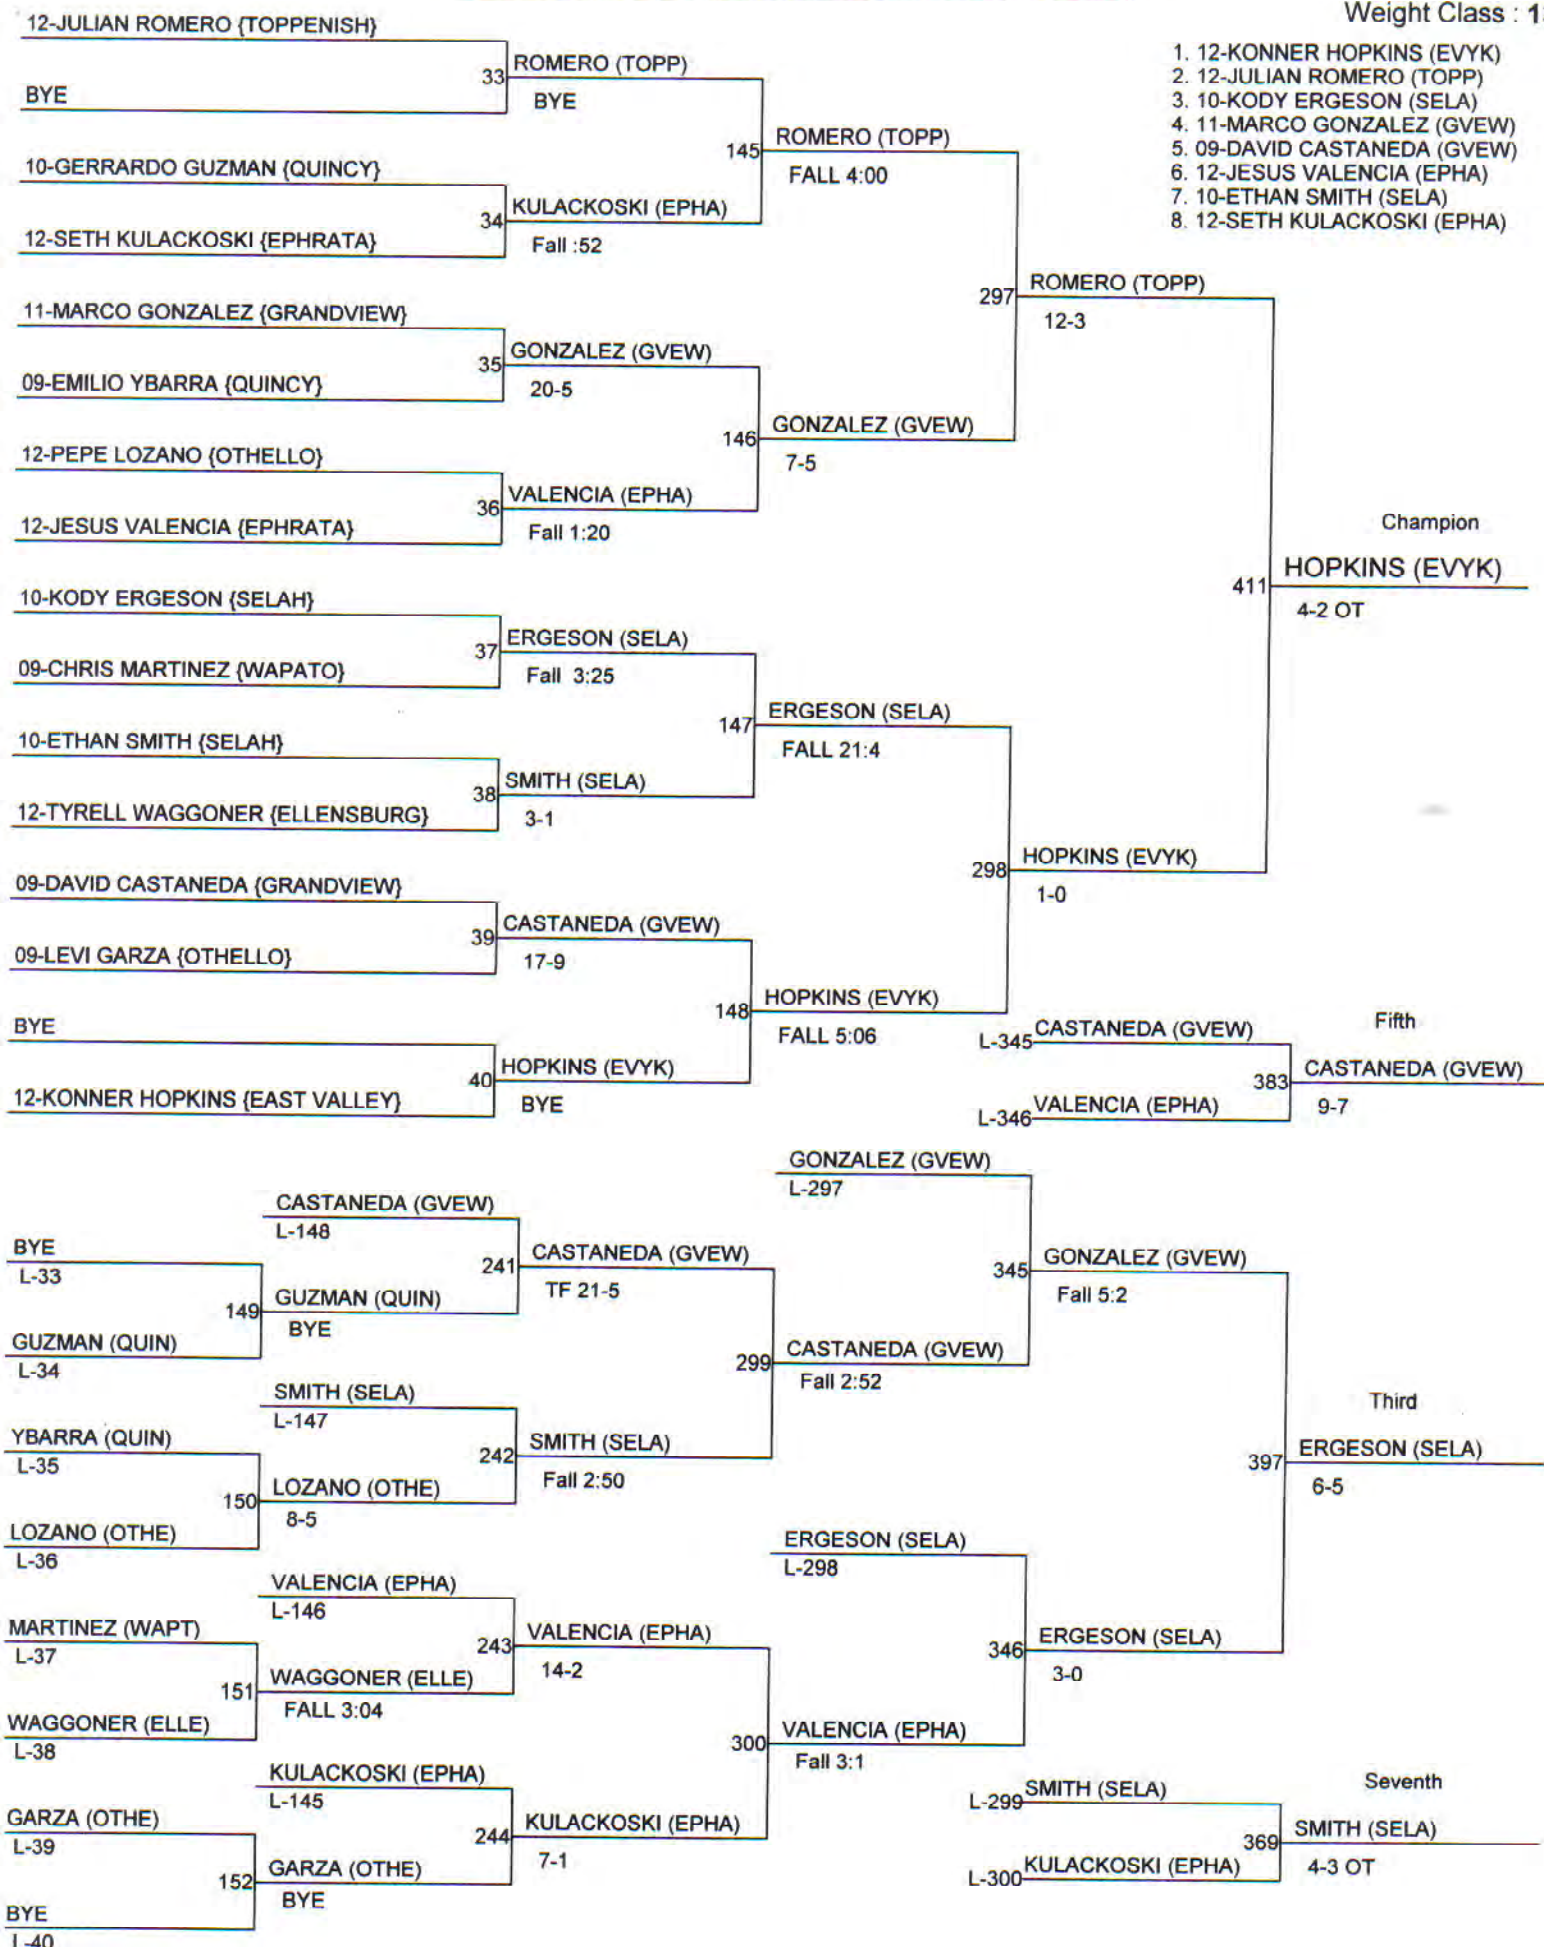 Weight Class : 1
1. 12-KONNER HOPKINS (EVYK)
2. 12-JULIAN ROMERO (TOPP)
3. 10-KODY ERGESON (SELA)
4. 11-MARCO GONZALEZ (GVEW)
5. 09-DAVID CASTANEDA (GVEW)
6. 12-JESUS VALENCIA (EPHA)
7. 10-ETHAN SMITH (SELA)
8. 12-SETH KULACKOSKI (EPHA)
12-JULIAN ROMERO {TOPPENISH}
BYE
10-GERRARDO GUZMAN {QUINCY}
12-SETH KULACKOSKI {EPHRATA}
11-MARCO GONZALEZ {GRANDVIEW}
09-EMILIO YBARRA {QUINCY}
12-PEPE LOZANO {OTHELLO}
12-JESUS VALENCIA {EPHRATA}
10-KODY ERGESON {SELAH}
09-CHRIS MARTINEZ {WAPATO}
10-ETHAN SMITH {SELAH}
12-TYRELL WAGGONER {ELLENSBURG}
09-DAVID CASTANEDA {GRANDVIEW}
09-LEVI GARZA {OTHELLO}
BYE
12-KONNER HOPKINS {EAST VALLEY}
33 ROMERO (TOPP)
BYE
34 KULACKOSKI (EPHA)
Fall :52
35 GONZALEZ (GVEW)
20-5
36 VALENCIA (EPHA)
Fall 1:20
37 ERGESON (SELA)
Fall 3:25
38 SMITH (SELA)
3-1
39 CASTANEDA (GVEW)
17-9
40 HOPKINS (EVYK)
BYE
145 ROMERO (TOPP)
FALL 4:00
146 GONZALEZ (GVEW)
7-5
147 ERGESON (SELA)
FALL 21:4
148 HOPKINS (EVYK)
FALL 5:06
297 ROMERO (TOPP)
12-3
298 HOPKINS (EVYK)
1-0
Champion
411 HOPKINS (EVYK)
4-2 OT
Fifth
L-345 CASTANEDA (GVEW)
L-346 VALENCIA (EPHA)
383 CASTANEDA (GVEW)
9-7
BYE
L-33
GUZMAN (QUIN)
L-34
YBARRA (QUIN)
L-35
LOZANO (OTHE)
L-36
MARTINEZ (WAPT)
L-37
WAGGONER (ELLE)
L-38
GARZA (OTHE)
L-39
BYE
L-40
CASTANEDA (GVEW)
L-148
149 GUZMAN (QUIN)
BYE
SMITH (SELA)
L-147
150 LOZANO (OTHE)
8-5
VALENCIA (EPHA)
L-146
151 WAGGONER (ELLE)
FALL 3:04
KULACKOSKI (EPHA)
L-145
152 GARZA (OTHE)
BYE
241 CASTANEDA (GVEW)
TF 21-5
242 SMITH (SELA)
Fall 2:50
243 VALENCIA (EPHA)
14-2
244 KULACKOSKI (EPHA)
7-1
GONZALEZ (GVEW)
L-297
299 CASTANEDA (GVEW)
Fall 2:52
ERGESON (SELA)
L-298
300 VALENCIA (EPHA)
Fall 3:1
345 GONZALEZ (GVEW)
Fall 5:2
346 ERGESON (SELA)
3-0
Third
397 ERGESON (SELA)
6-5
Seventh
L-299 SMITH (SELA)
L-300 KULACKOSKI (EPHA)
369 SMITH (SELA)
4-3 OT